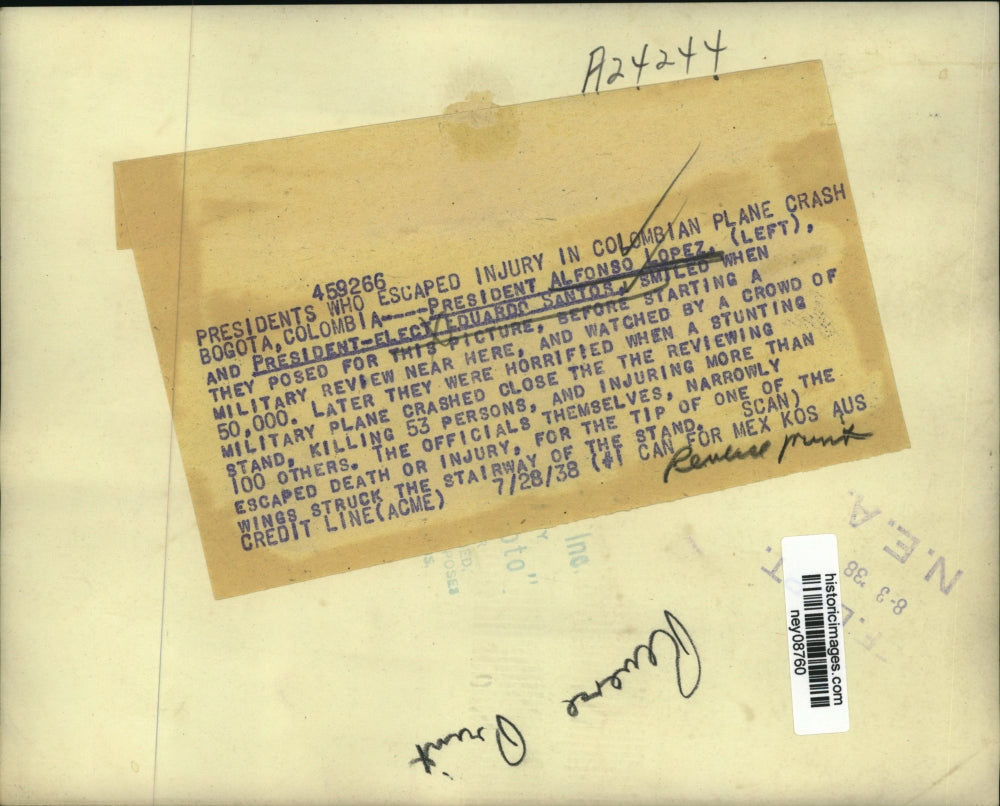 A24244
459266
PRESIDENTS WHO ESCAPED INJURY IN COLOMBIAN PLANE CRASH
BOGOTA, COLOMBIA----PRESIDENT ALFONSO LOPEZ, (LEFT),
AND PRESIDENT-ELECT EDUARDO SANTOS, SMILED WHEN
THEY POSED FOR THIS PICTURE, BEFORE STARTING A
MILITARY REVIEW NEAR HERE, AND WATCHED BY A CROWD OF
50,000. LATER THEY WERE HORRIFIED WHEN A STUNTING
MILITARY PLANE CRASHED CLOSE THE REVIEWING
STAND, KILLING 53 PERSONS, AND INJURING MORE THAN
100 OTHERS. THE OFFICIALS THEMSELVES, NARROWLY
ESCAPED DEATH OR INJURY, FOR THE TIP OF ONE OF THE
WINGS STRUCK THE STAIRWAY OF THE STAND. SCAN)
CREDIT LINE(ACME) 7/28/38 (#1 CAN FOR MEX KOS AUS
Reverse print
Inc.
oto"
N.E.A.
8-3 '38
historicimages.com
ney08760
Reverse
Print